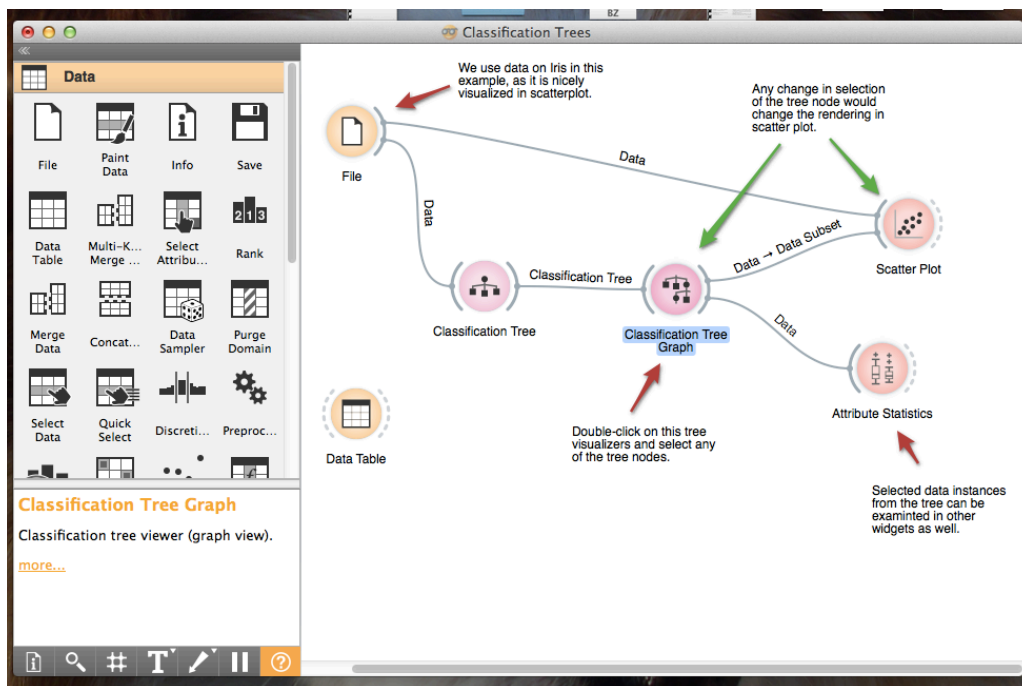 BZ
Classification Trees
Data
File
Paint
Data
Info
Save
Data
Table
Multi-K...
Merge ...
Select
Attribu...
Rank
Merge
Data
Concat...
Data
Sampler
Purge
Domain
Select
Data
Quick
Select
Discreti...
Preproc...
Classification Tree Graph
Classification tree viewer (graph view).
more...
We use data on Iris in this
example, as it is nicely
visualized in scatterplot.
Any change in selection
of the tree node would
change the rendering in
scatter plot.
File
Data
Data
Data → Data Subset
Scatter Plot
Classification Tree
Classification Tree
Classification Tree
Graph
Data
Attribute Statistics
Data Table
Double-click on this tree
visualizers and select any
of the tree nodes.
Selected data instances
from the tree can be
examinted in other
widgets as well.